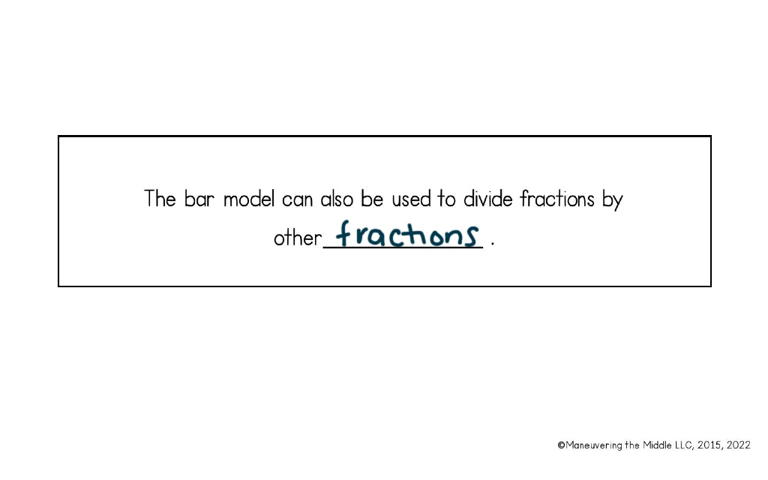 The bar model can also be used to divide fractions by
other fractions .
©Maneuvering the Middle LLC, 2015, 2022